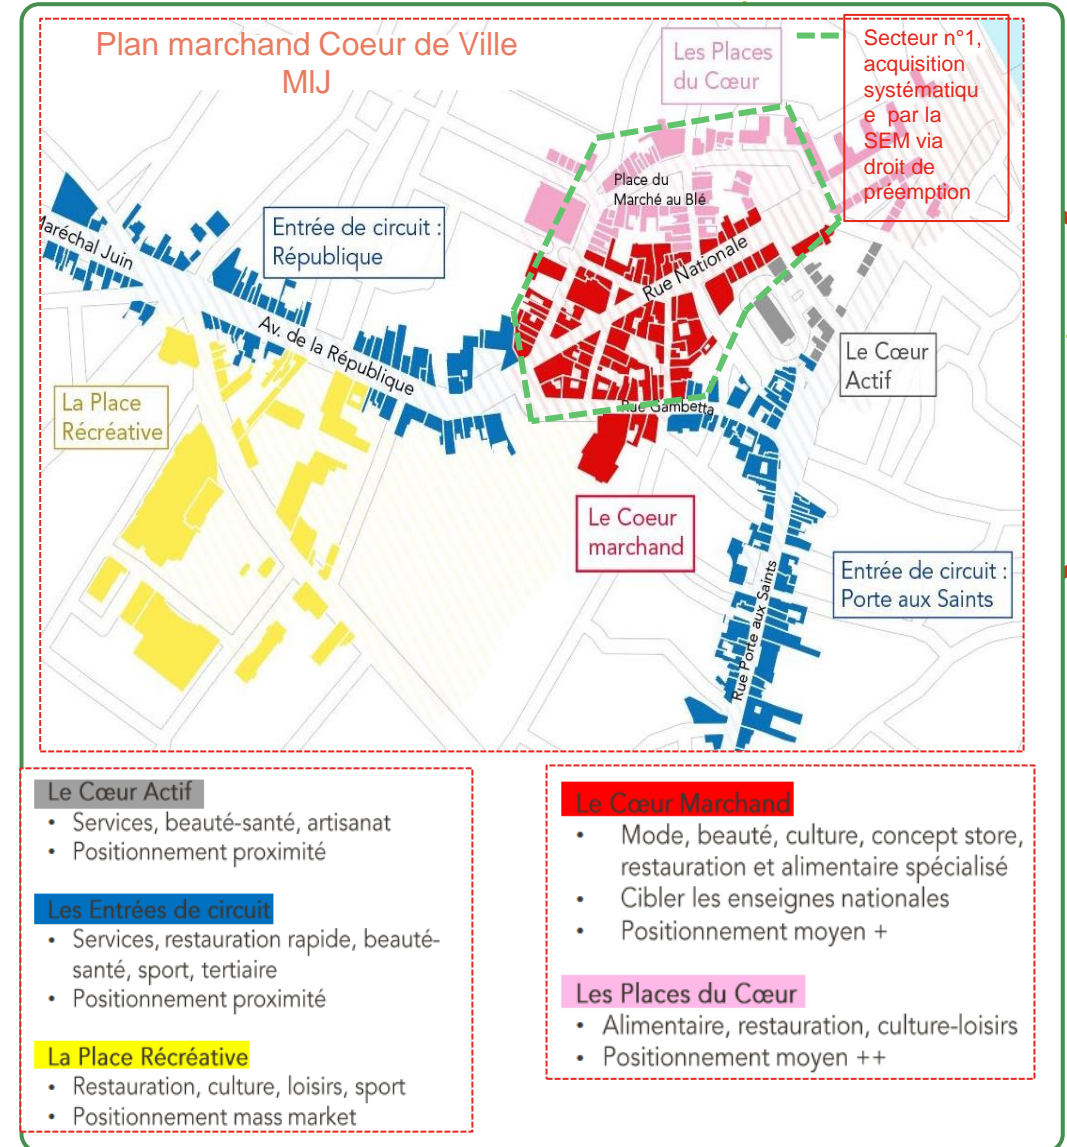 Plan marchand Coeur de Ville
MIJ
Les Places
du Cœur
Secteur n°1,
acquisition
systématiqu
e par la
SEM via
droit de
préemption
Place du
Marché au Blé
Entrée de circuit :
République
Maréchal Juin
Rue Nationale
Av. de la République
Le Cœur
Actif
La Place
Récréative
Rue Gambetta
Le Coeur
marchand
Entrée de circuit :
Porte aux Saints
Rue Porte aux Saints
Le Cœur Actif
• Services, beauté-santé, artisanat
• Positionnement proximité
Les Entrées de circuit
• Services, restauration rapide, beauté-
santé, sport, tertiaire
• Positionnement proximité
La Place Récréative
• Restauration, culture, loisirs, sport
• Positionnement mass market
Le Cœur Marchand
• Mode, beauté, culture, concept store,
restauration et alimentaire spécialisé
• Cibler les enseignes nationales
• Positionnement moyen +
Les Places du Cœur
• Alimentaire, restauration, culture-loisirs
• Positionnement moyen ++